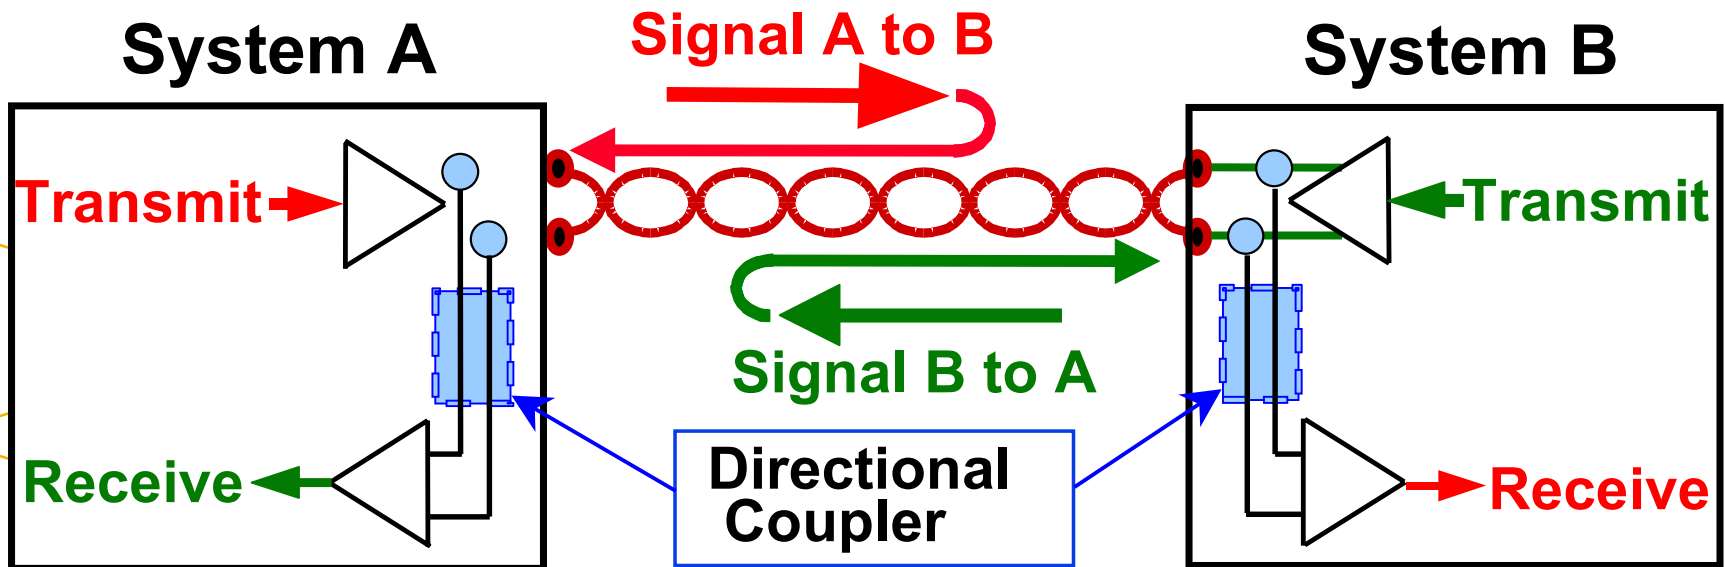 System A
Signal A to B
System B
Transmit
Transmit
Signal B to A
Receive
Directional
Coupler
Receive